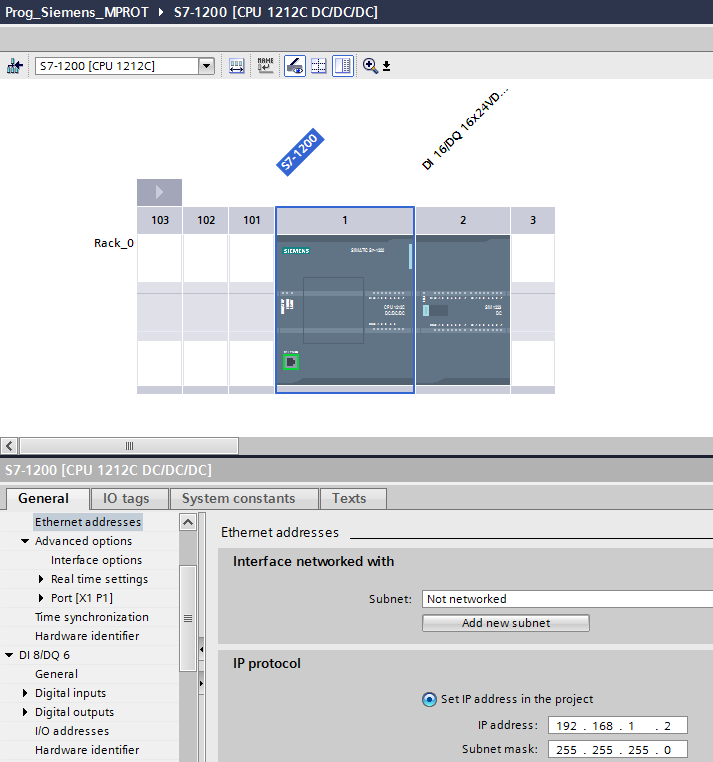 Prog_Siemens_MPROT ▸ S7-1200 [CPU 1212C DC/DC/DC]
S7-1200 [CPU 1212C]
NAME
S7-1200
DI 16/DQ 16x24VD...
103 102 101 1 2 3
Rack_0
SIEMENS SIMATIC S7-1200
CPU 1212C
DC/DC/DC
DC
S7-1200 [CPU 1212C DC/DC/DC]
General IO tags System constants Texts
Ethernet addresses
Advanced options
Interface options
Real time settings
Port [X1 P1]
Time synchronization
Hardware identifier
DI 8/DQ 6
General
Digital inputs
Digital outputs
I/O addresses
Hardware identifier
Ethernet addresses
Interface networked with
Subnet: Not networked
Add new subnet
IP protocol
Set IP address in the project
IP address: 192 . 168 . 1 . 2
Subnet mask: 255 . 255 . 255 . 0